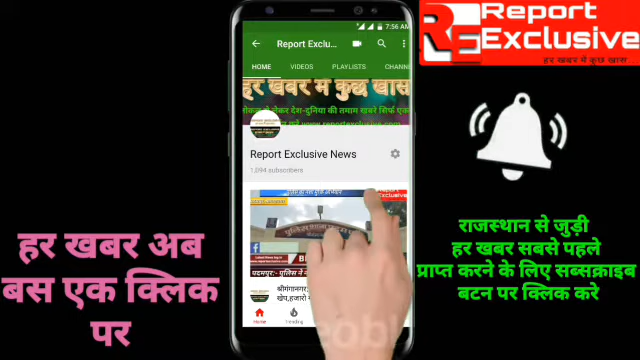 Report
Exclusive
हर खबर में कुछ खास
7:56 AM
Report Exclu...
HOME VIDEOS PLAYLISTS CHANN
हर खबर में कुछ खास
Report Exclusive News
subscribers
श्रीगंगानगर:
खेप,हजारो
Home
Trending
हर खबर अब
बस एक क्लिक
पर
राजस्थान से जुड़ी
हर खबर सबसे पहले
प्राप्त करने के लिए सब्सक्राइब
बटन पर क्लिक करे